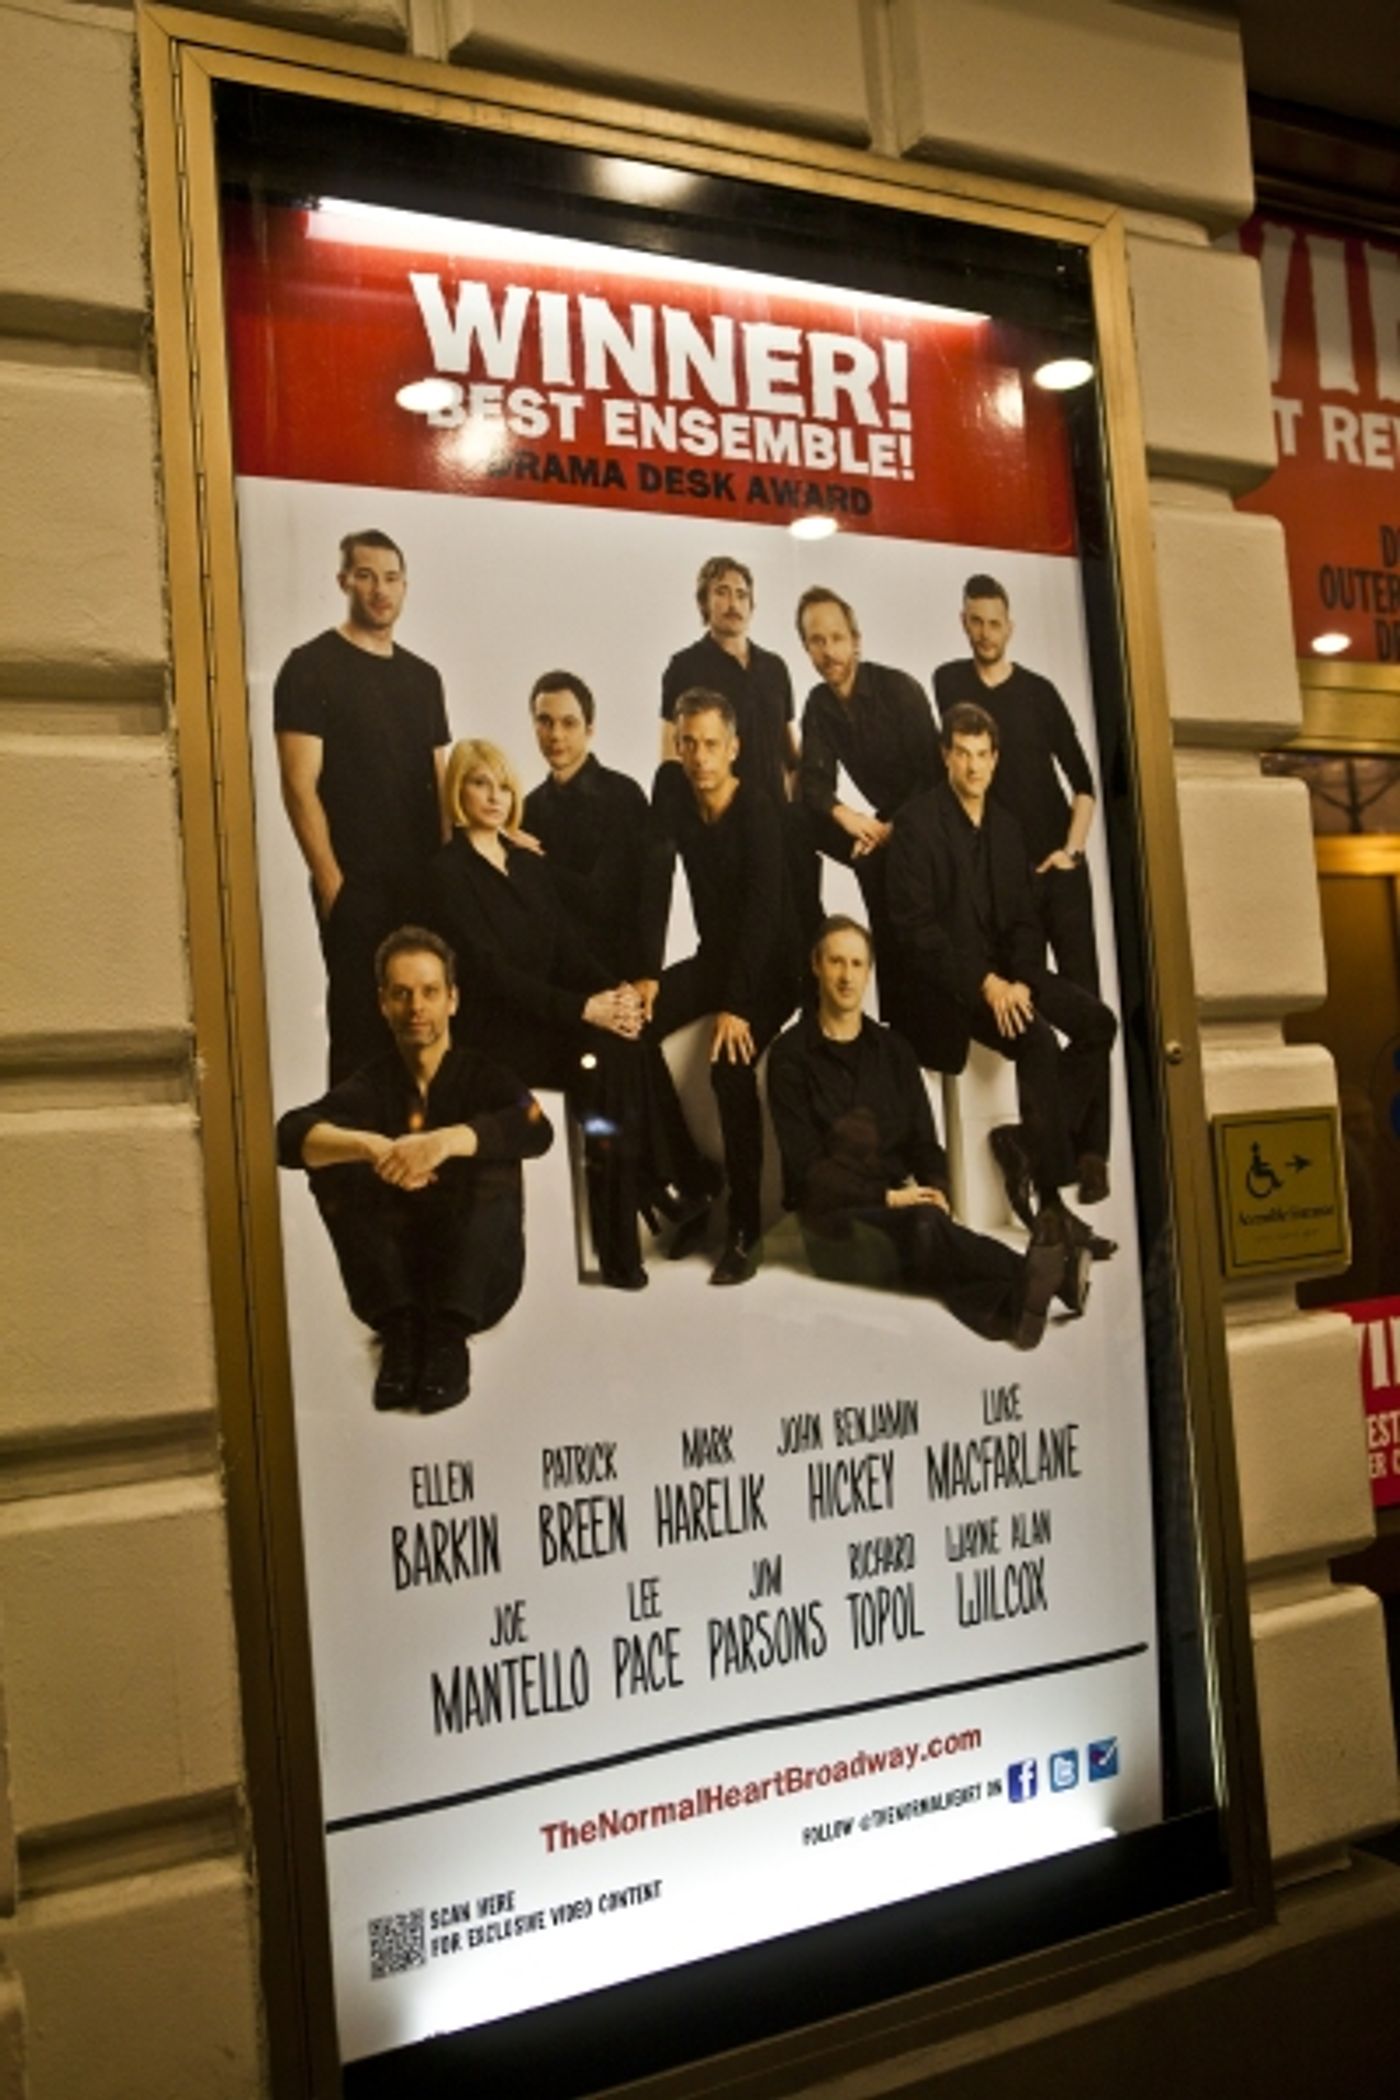 WINNER!
BEST ENSEMBLE!
DRAMA DESK AWARD
ELLEN BARKIN
PATRICK BREEN
MARK HARELIK
JOHN BENJAMIN HICKEY
LUKE MACFARLANE
JOE MANTELLO
LEE PACE
JIM PARSONS
RICHARD TOPOL
WAYNE ALAN WILCOX
TheNormalHeartBroadway.com
FOLLOW @THENORMALHEART ON
SCAN HERE
FOR EXCLUSIVE VIDEO CONTENT
Accessible Entrance